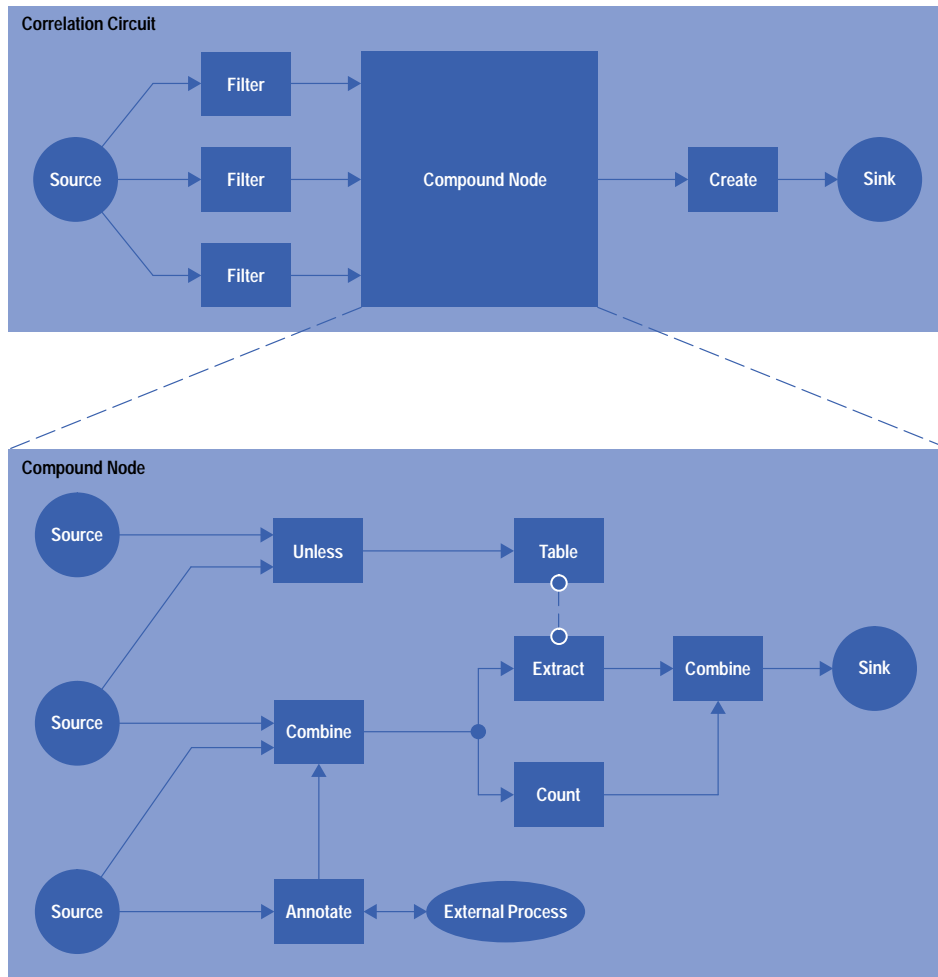 Correlation Circuit
Filter
Source
Filter
Compound Node
Create
Sink
Filter
Compound Node
Source
Unless
Table
Source
Combine
Extract
Combine
Sink
Count
Source
Annotate
External Process